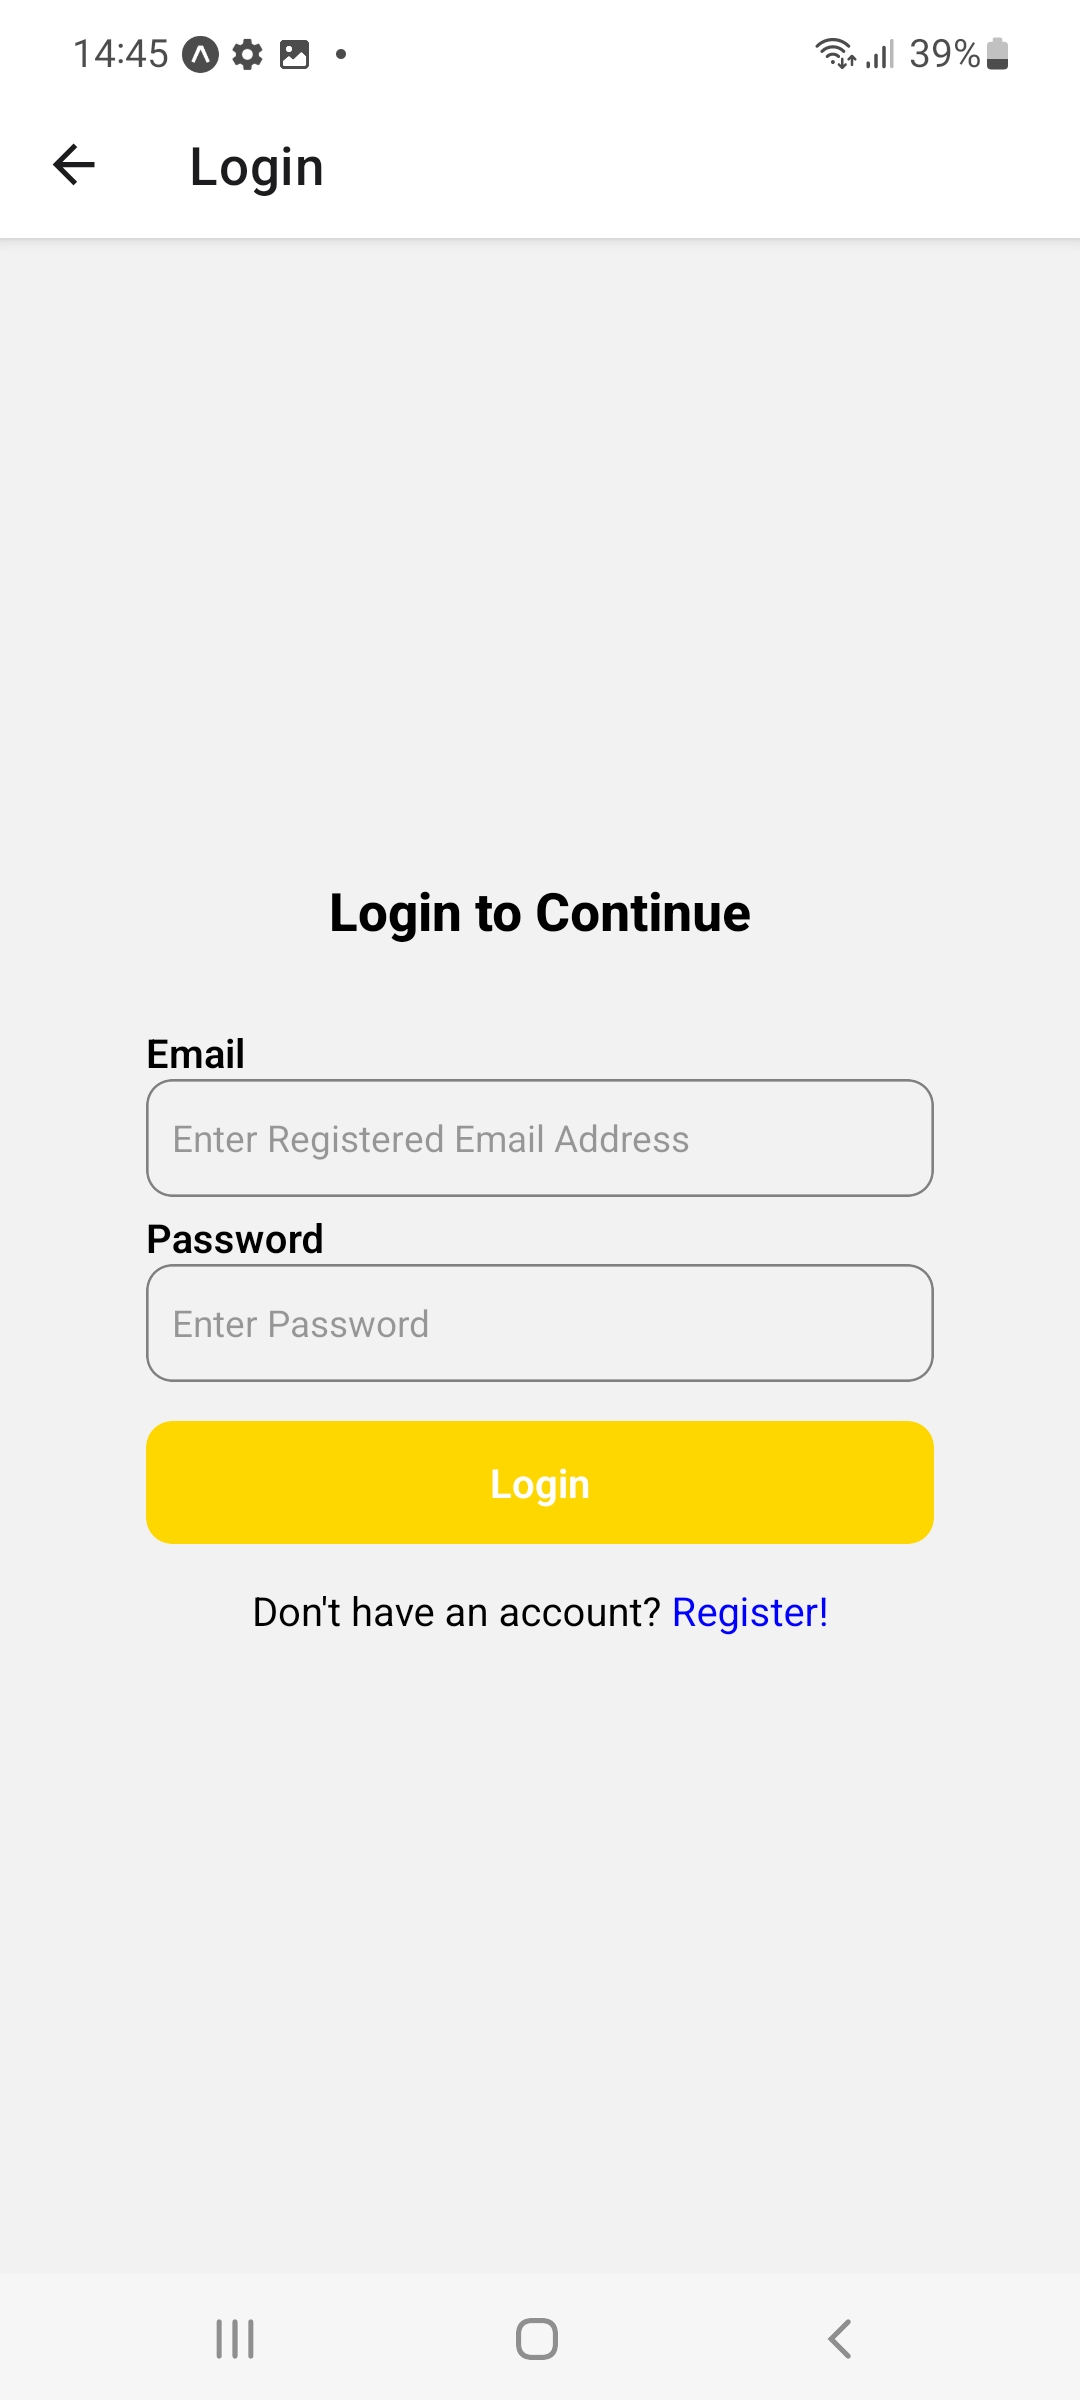 14:45 39%
Login
Login to Continue
Email
Enter Registered Email Address
Password
Enter Password
Login
Don't have an account? Register!